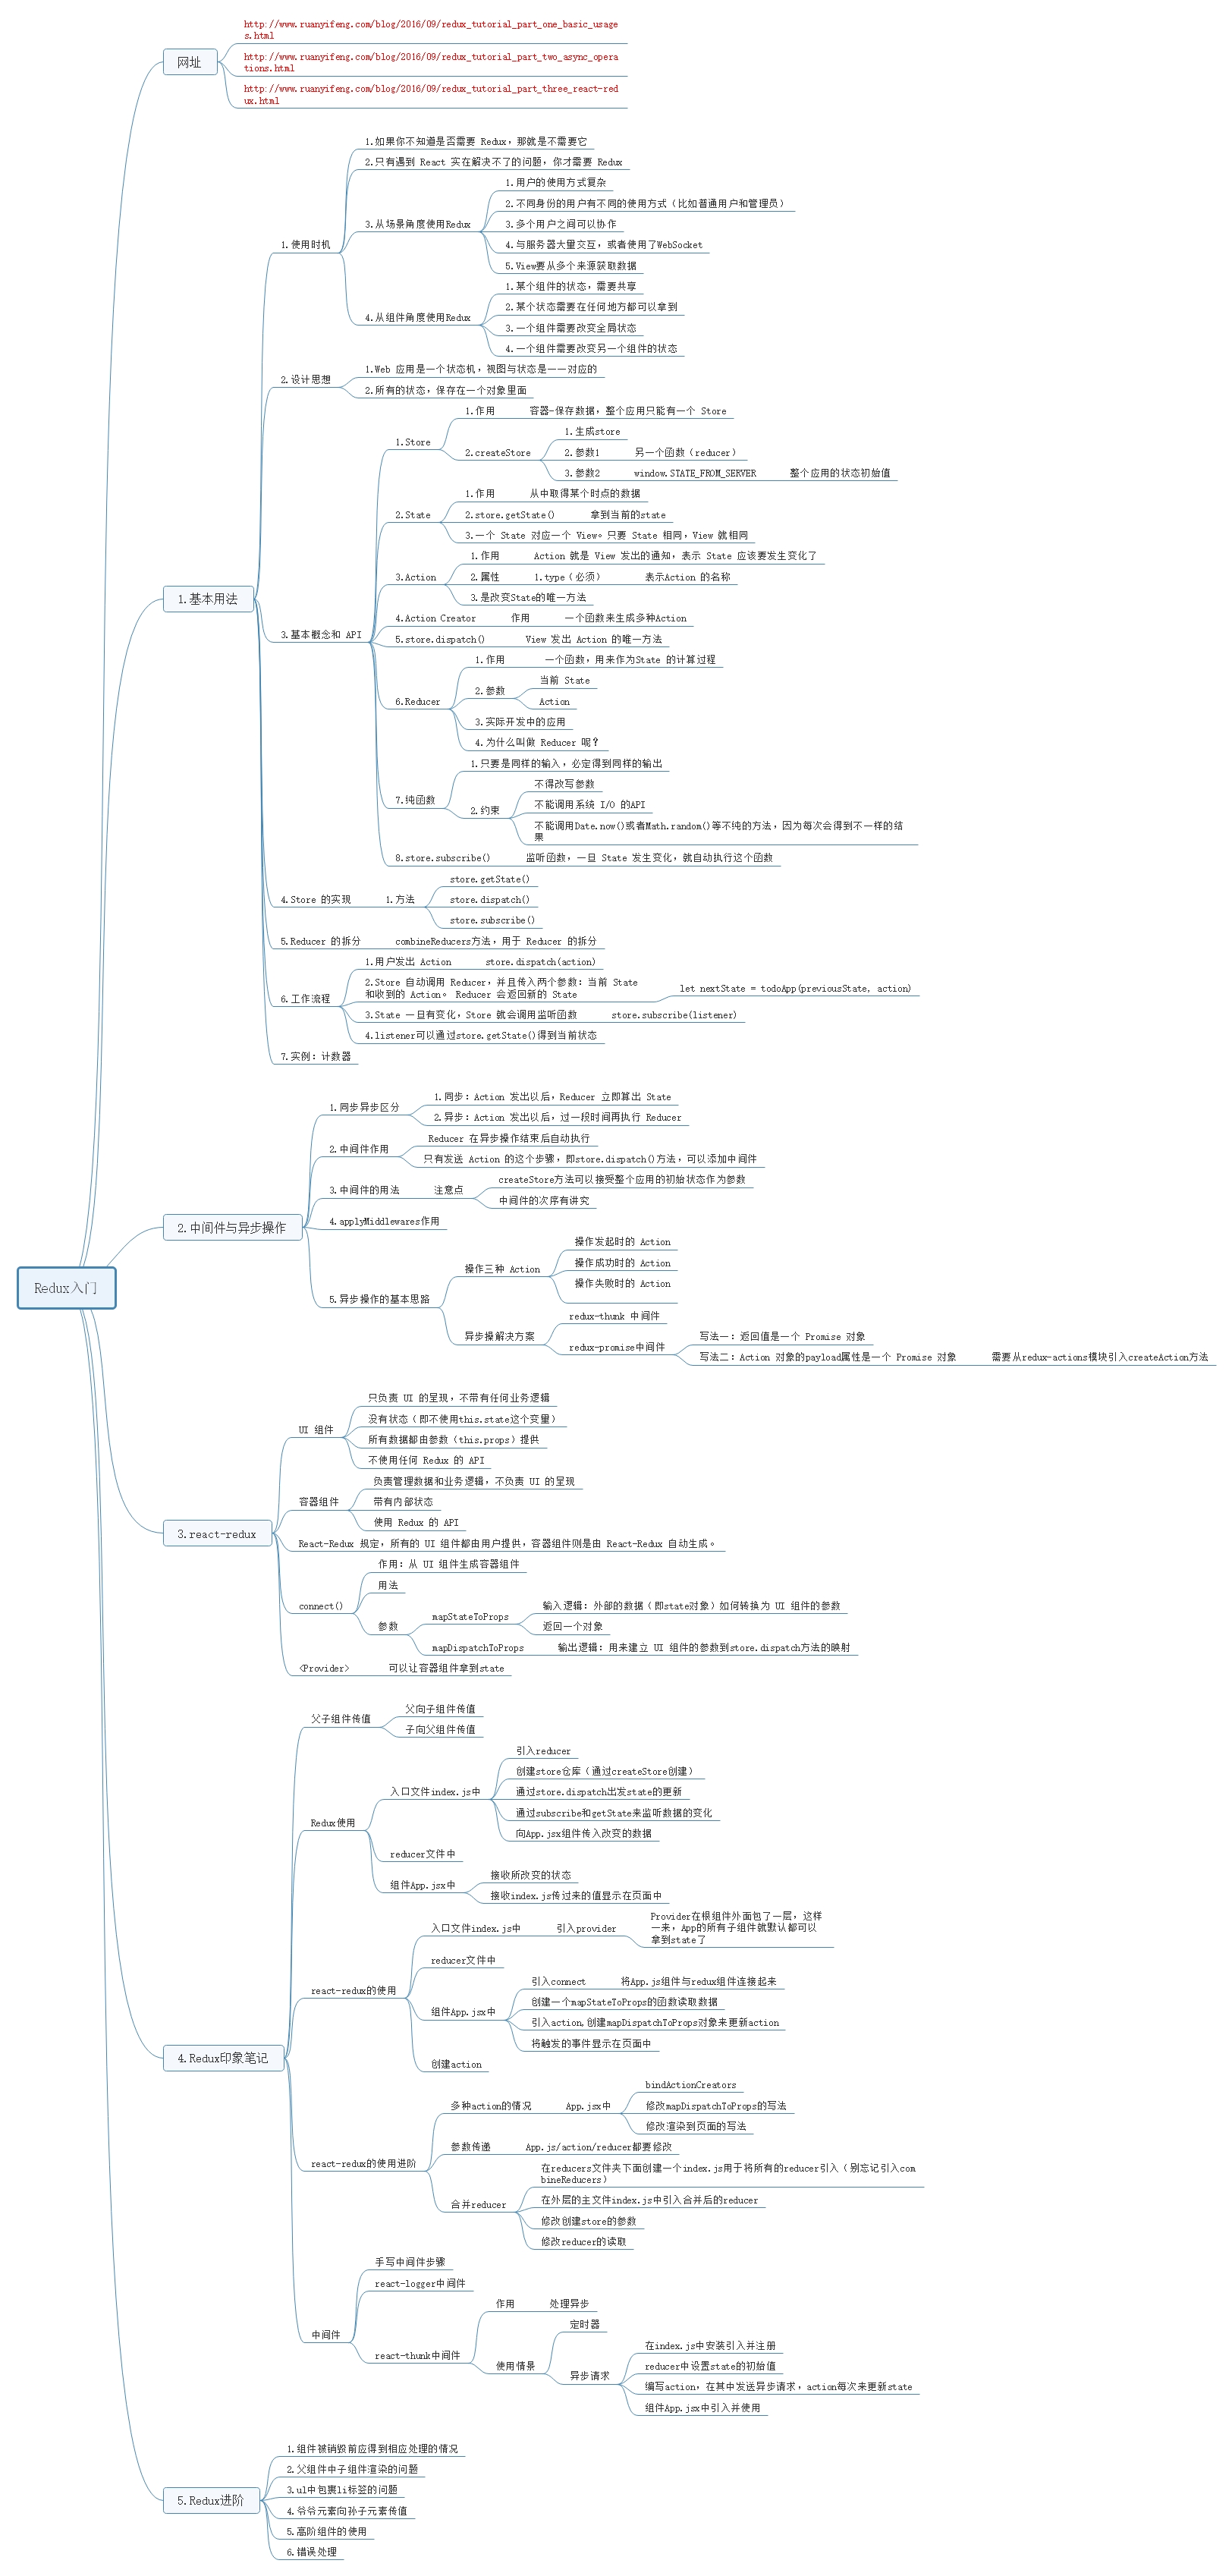 http://www.ruanyifeng.com/blog/2016/09/redux_tutorial_part_one_basic_usage
s.html
网址
http://www.ruanyifeng.com/blog/2016/09/redux_tutorial_part_two_async_opera
tions.html
http://www.ruanyifeng.com/blog/2016/09/redux_tutorial_part_three_react-red
ux.html
1.基本用法
1.使用时机
1.如果你不知道是否需要 Redux，那就是不需要它
2.只有遇到 React 实在解决不了的问题，你才需要 Redux
3.从场景角度使用Redux
1.用户的使用方式复杂
2.不同身份的用户有不同的使用方式（比如普通用户和管理员）
3.多个用户之间可以协作
4.与服务器大量交互，或者使用了WebSocket
5.View要从多个来源获取数据
4.从组件角度使用Redux
1.某个组件的状态，需要共享
2.某个状态需要在任何地方都可以拿到
3.一个组件需要改变全局状态
4.一个组件需要改变另一个组件的状态
2.设计思想
1.Web 应用是一个状态机，视图与状态是一一对应的
2.所有的状态，保存在一个对象里面
3.基本概念和 API
1.Store
1.作用 容器-保存数据，整个应用只能有一个 Store
2.createStore
1.生成store
2.参数1 另一个函数（reducer）
3.参数2 window.STATE_FROM_SERVER 整个应用的状态初始值
2.State
1.作用 从中取得某个时点的数据
2.store.getState() 拿到当前的state
3.一个 State 对应一个 View。只要 State 相同，View 就相同
3.Action
1.作用 Action 就是 View 发出的通知，表示 State 应该要发生变化了
2.属性 1.type（必须） 表示Action 的名称
3.是改变State的唯一方法
4.Action Creator 作用 一个函数来生成多种Action
5.store.dispatch() View 发出 Action 的唯一方法
6.Reducer
1.作用 一个函数，用来作为State 的计算过程
2.参数
当前 State
Action
3.实际开发中的应用
4.为什么叫做 Reducer 呢？
7.纯函数
1.只要是同样的输入，必定得到同样的输出
2.约束
不得改写参数
不能调用系统 I/O 的API
不能调用Date.now()或者Math.random()等不纯的方法，因为每次会得到不一样的结
果
8.store.subscribe() 监听函数，一旦 State 发生变化，就自动执行这个函数
4.Store 的实现 1.方法
store.getState()
store.dispatch()
store.subscribe()
5.Reducer 的拆分 combineReducers方法，用于 Reducer 的拆分
6.工作流程
1.用户发出 Action store.dispatch(action)
2.Store 自动调用 Reducer，并且传入两个参数：当前 State
和收到的 Action。 Reducer 会返回新的 State
let nextState = todoApp(previousState, action)
3.State 一旦有变化，Store 就会调用监听函数 store.subscribe(listener)
4.listener可以通过store.getState()得到当前状态
7.实例：计数器
Redux入门
2.中间件与异步操作
1.同步异步区分
1.同步：Action 发出以后，Reducer 立即算出 State
2.异步：Action 发出以后，过一段时间再执行 Reducer
2.中间件作用
Reducer 在异步操作结束后自动执行
只有发送 Action 的这个步骤，即store.dispatch()方法，可以添加中间件
3.中间件的用法 注意点
createStore方法可以接受整个应用的初始状态作为参数
中间件的次序有讲究
4.applyMiddlewares作用
5.异步操作的基本思路
操作三种 Action
操作发起时的 Action
操作成功时的 Action
操作失败时的 Action
异步操解决方案
redux-thunk 中间件
redux-promise中间件
写法一：返回值是一个 Promise 对象
写法二：Action 对象的payload属性是一个 Promise 对象 需要从redux-actions模块引入createAction方法
3.react-redux
UI 组件
只负责 UI 的呈现，不带有任何业务逻辑
没有状态（即不使用this.state这个变量）
所有数据都由参数（this.props）提供
不使用任何 Redux 的 API
容器组件
负责管理数据和业务逻辑，不负责 UI 的呈现
带有内部状态
使用 Redux 的 API
React-Redux 规定，所有的 UI 组件都由用户提供，容器组件则是由 React-Redux 自动生成。
connect()
作用：从 UI 组件生成容器组件
用法
参数
mapStateToProps
输入逻辑：外部的数据（即state对象）如何转换为 UI 组件的参数
返回一个对象
mapDispatchToProps 输出逻辑：用来建立 UI 组件的参数到store.dispatch方法的映射
<Provider> 可以让容器组件拿到state
4.Redux印象笔记
父子组件传值
父向子组件传值
子向父组件传值
Redux使用
入口文件index.js中
引入reducer
创建store仓库（通过createStore创建）
通过store.dispatch出发state的更新
通过subscribe和getState来监听数据的变化
向App.jsx组件传入改变的数据
reducer文件中
组件App.jsx中
接收所改变的状态
接收index.js传过来的值显示在页面中
react-redux的使用
入口文件index.js中 引入provider
Provider在根组件外面包了一层，这样
一来，App的所有子组件就默认都可以
拿到state了
reducer文件中
组件App.jsx中
引入connect 将App.js组件与redux组件连接起来
创建一个mapStateToProps的函数读取数据
引入action,创建mapDispatchToProps对象来更新action
将触发的事件显示在页面中
创建action
react-redux的使用进阶
多种action的情况 App.jsx中
bindActionCreators
修改mapDispatchToProps的写法
修改渲染到页面的写法
参数传递 App.js/action/reducer都要修改
合并reducer
在reducers文件夹下面创建一个index.js用于将所有的reducer引入（别忘记引入com
bineReducers）
在外层的主文件index.js中引入合并后的reducer
修改创建store的参数
修改reducer的读取
中间件
手写中间件步骤
react-logger中间件
react-thunk中间件
作用 处理异步
使用情景
定时器
异步请求
在index.js中安装引入并注册
reducer中设置state的初始值
编写action，在其中发送异步请求，action每次来更新state
组件App.jsx中引入并使用
5.Redux进阶
1.组件被销毁前应得到相应处理的情况
2.父组件中子组件渲染的问题
3.ul中包裹li标签的问题
4.爷爷元素向孙子元素传值
5.高阶组件的使用
6.错误处理